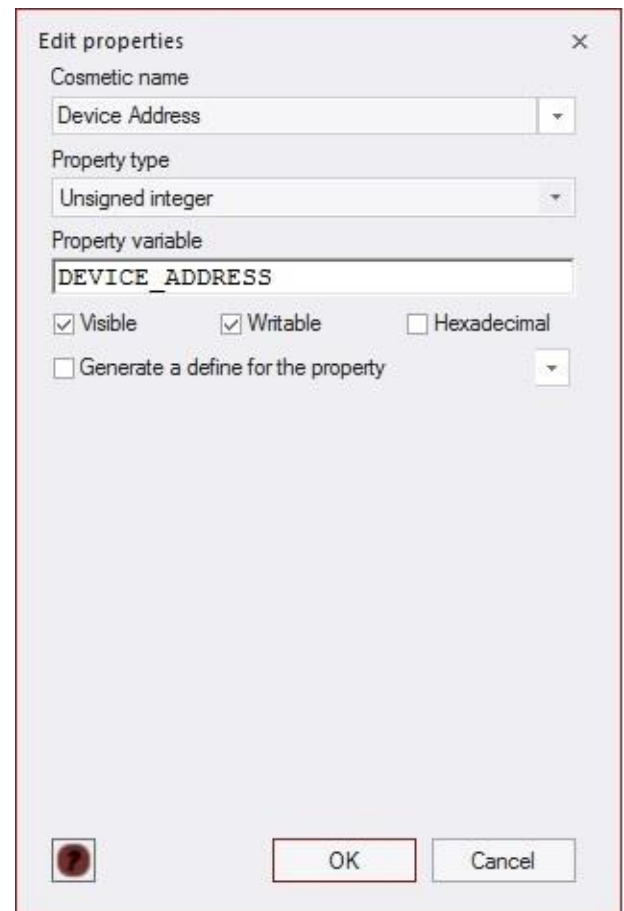 Edit properties
Cosmetic name
Device Address
Property type
Unsigned integer
Property variable
DEVICE_ADDRESS
Visible Writable Hexadecimal
Generate a define for the property
? OK Cancel